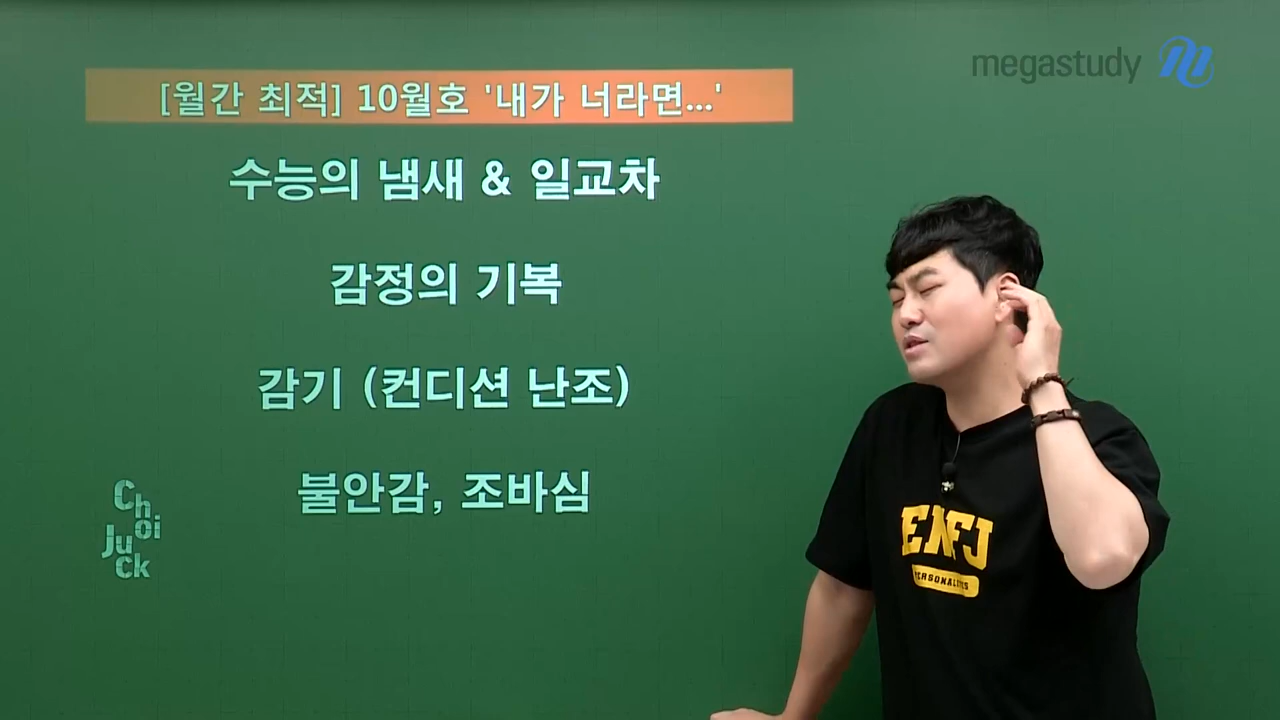 megastudy
[월간 최적] 10월호 '내가 너라면...'
수능의 냄새 & 일교차
감정의 기복
감기 (컨디션 난조)
불안감, 조바심
Choi
Juck
ENFJ